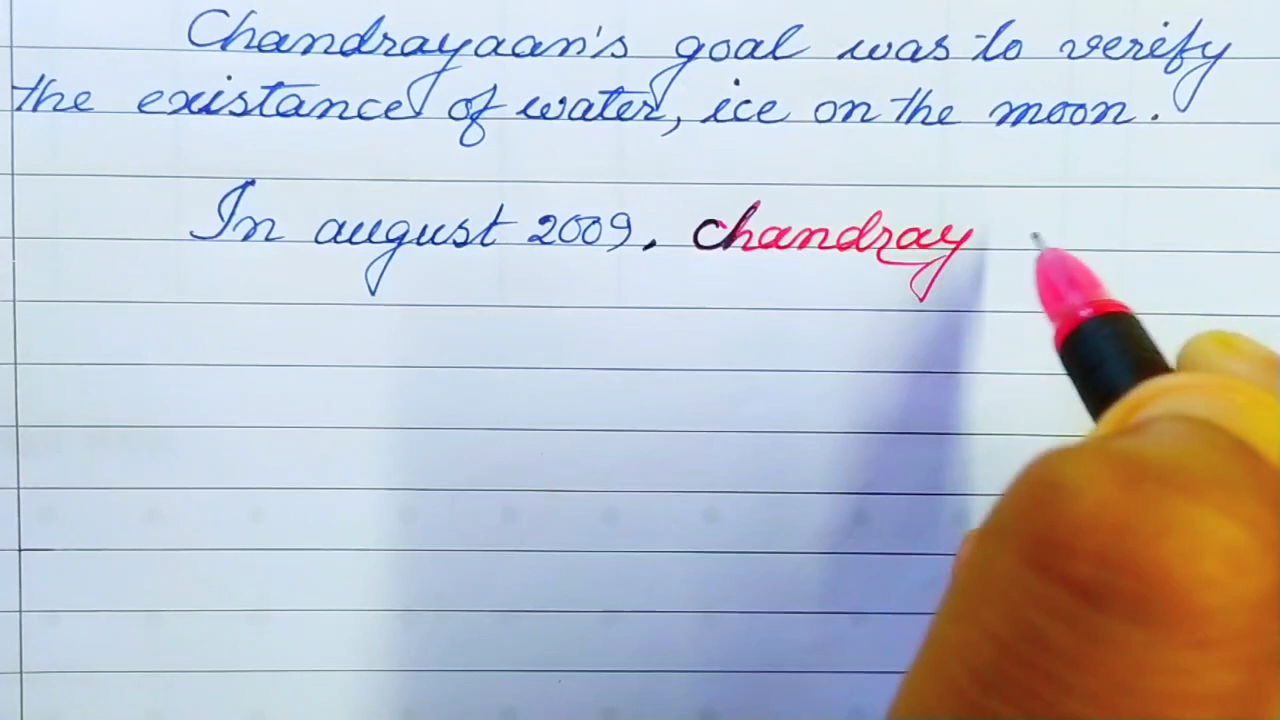 Chandrayaan's goal was to verify
the existance of water, ice on the moon.
In august 2009, chandray